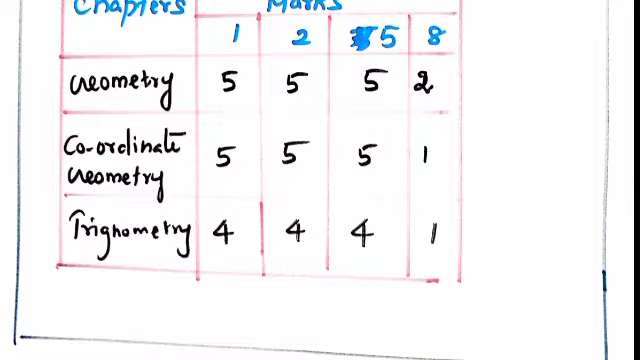 Chapters Marks
1 2 5 8
Geometry 5 5 5 2
Co-ordinate
Geometry 5 5 5 1
Trignometry 4 4 4 1